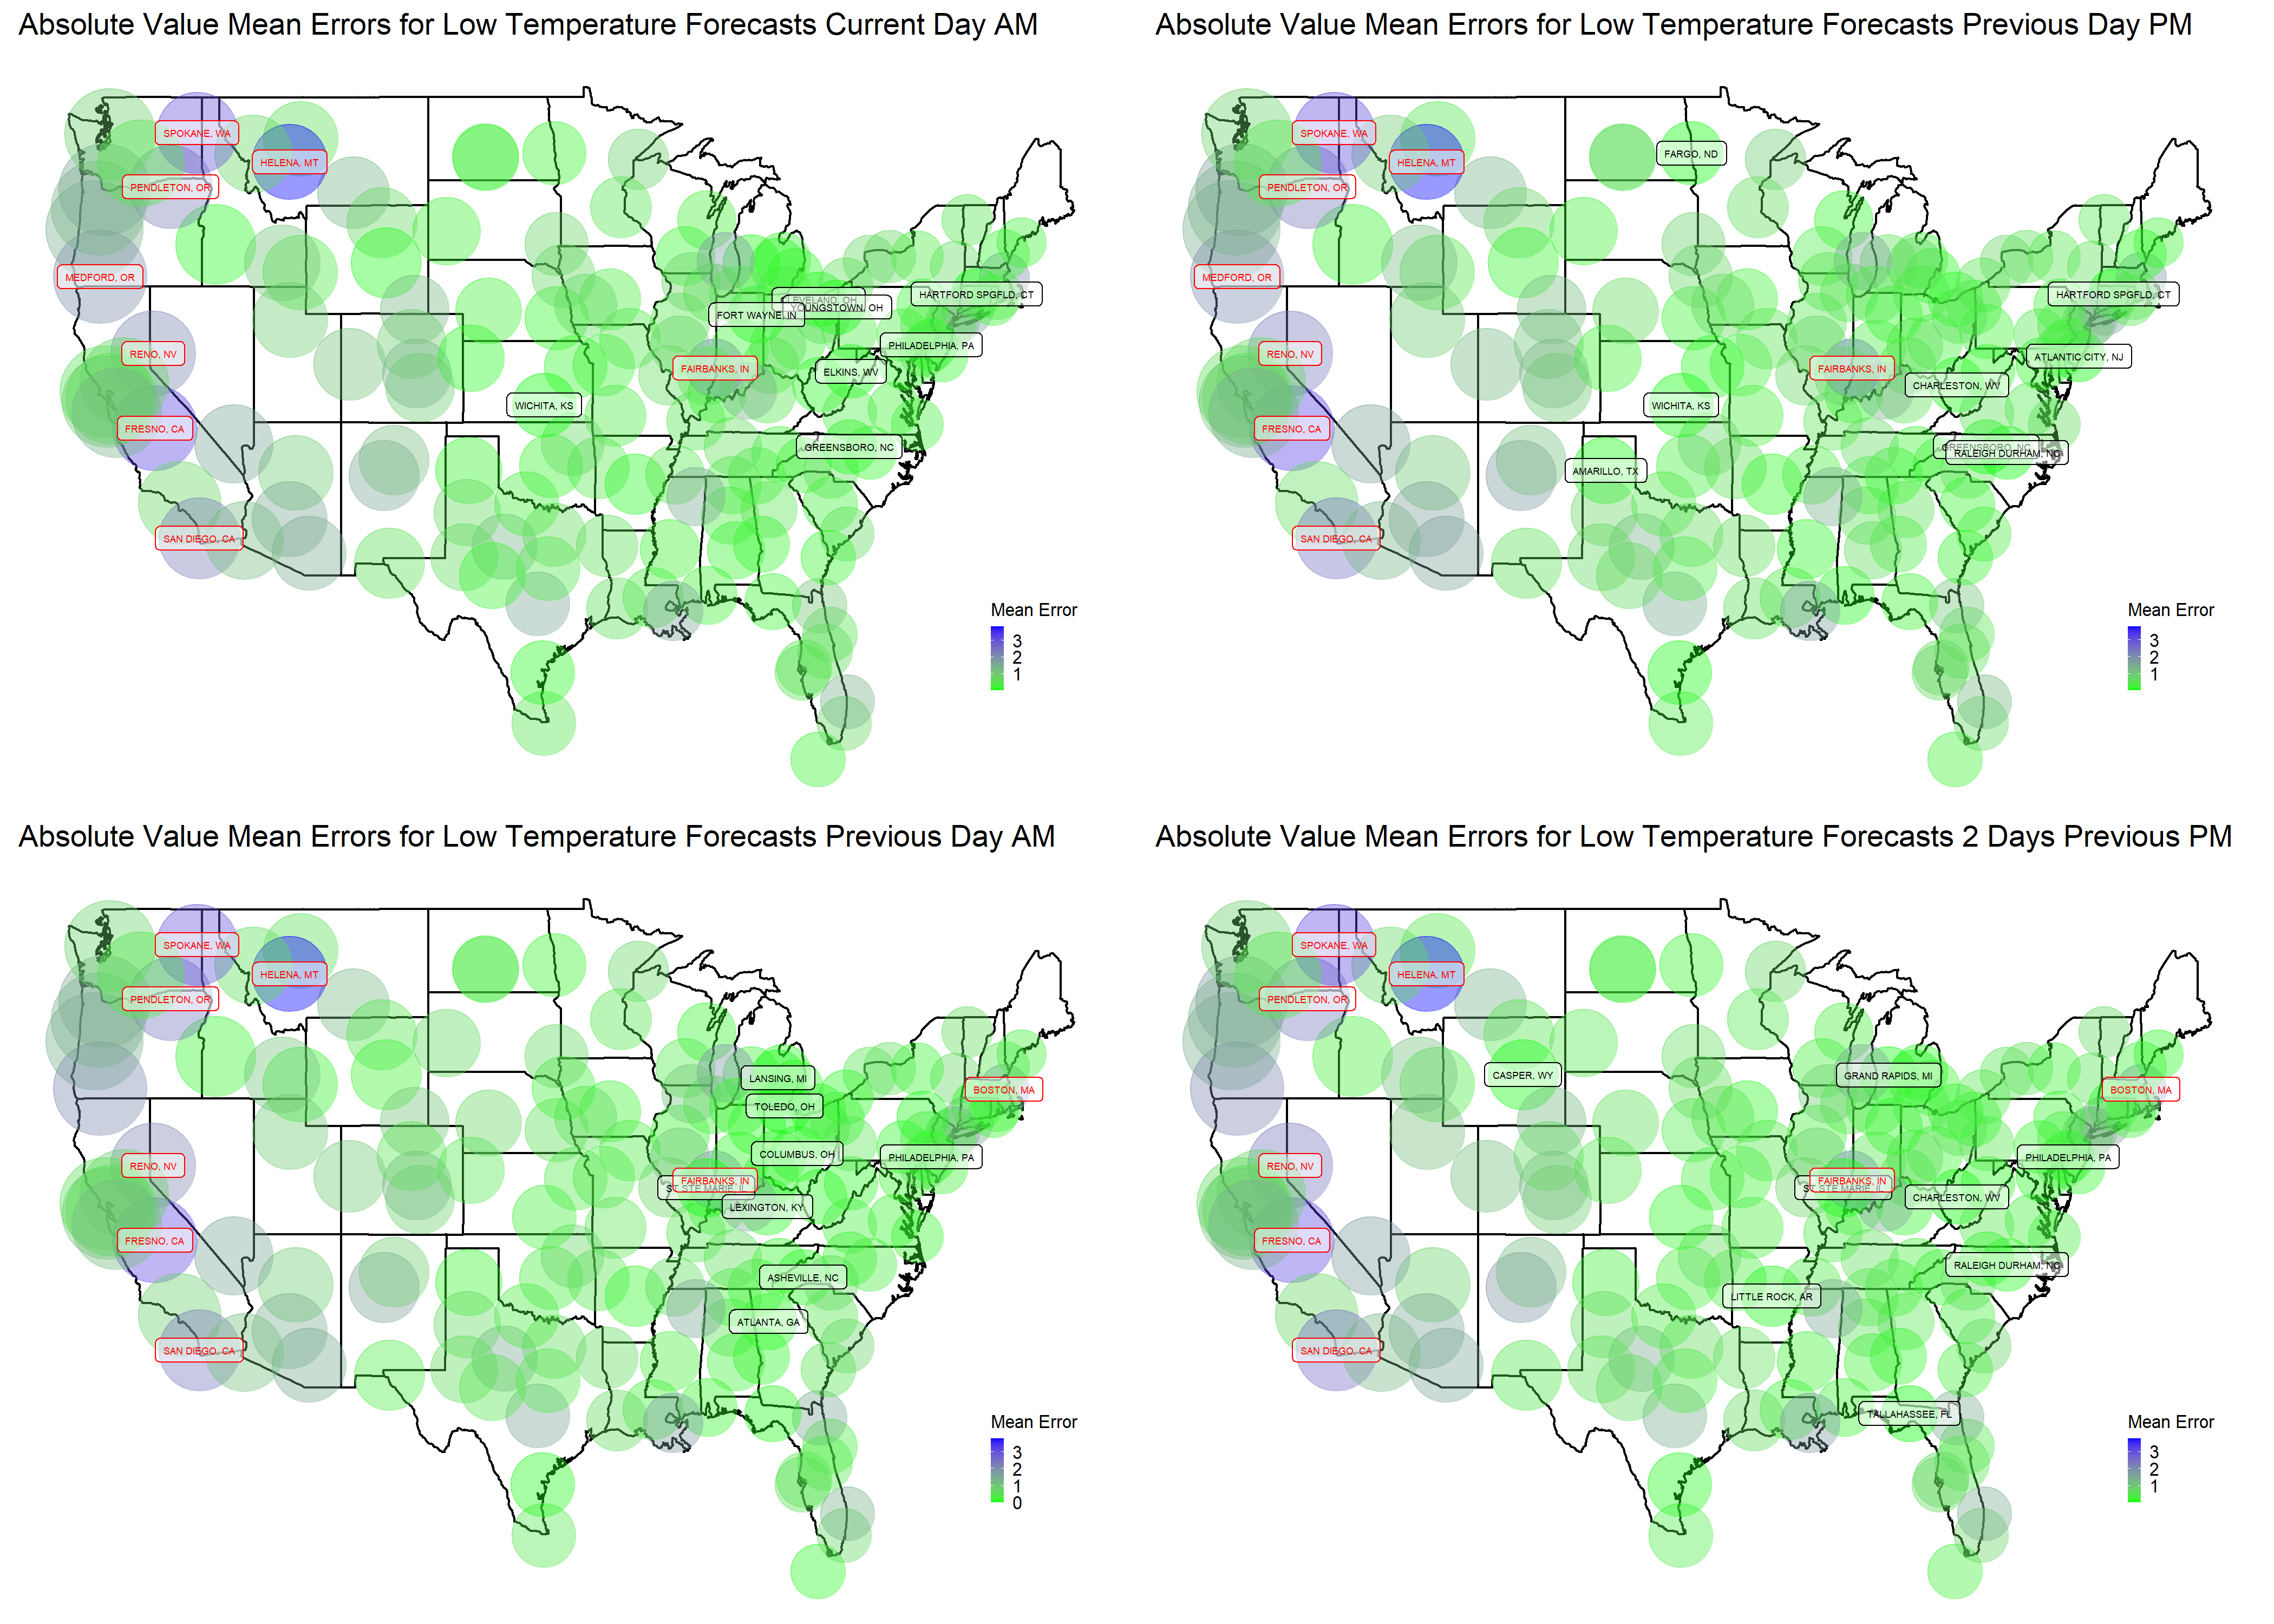 Absolute Value Mean Errors for Low Temperature Forecasts Current Day AM
SPOKANE, WA
HELENA, MT
PENDLETON, OR
MEDFORD, OR
HARTFORD SPGFLD, CT
YOUNGSTOWN, OH
FORT WAYNE, IN
PHILADELPHIA, PA
RENO, NV
FAIRBANKS, IN
ELKINS, WV
WICHITA, KS
FRESNO, CA
GREENSBORO, NC
SAN DIEGO, CA
Mean Error
3
2
1
Absolute Value Mean Errors for Low Temperature Forecasts Previous Day PM
SPOKANE, WA
FARGO, ND
HELENA, MT
PENDLETON, OR
MEDFORD, OR
HARTFORD SPGFLD, CT
RENO, NV
ATLANTIC CITY, NJ
FAIRBANKS, IN
CHARLESTON, WV
WICHITA, KS
FRESNO, CA
GREENSBORO, NC
RALEIGH DURHAM, NC
AMARILLO, TX
SAN DIEGO, CA
Mean Error
3
2
1
Absolute Value Mean Errors for Low Temperature Forecasts Previous Day AM
SPOKANE, WA
HELENA, MT
PENDLETON, OR
LANSING, MI
BOSTON, MA
TOLEDO, OH
COLUMBUS, OH
PHILADELPHIA, PA
RENO, NV
FAIRBANKS, IN
ST STE MARIE, IL
LEXINGTON, KY
FRESNO, CA
ASHEVILLE, NC
ATLANTA, GA
SAN DIEGO, CA
Mean Error
3
2
1
0
Absolute Value Mean Errors for Low Temperature Forecasts 2 Days Previous PM
SPOKANE, WA
HELENA, MT
PENDLETON, OR
CASPER, WY
GRAND RAPIDS, MI
BOSTON, MA
PHILADELPHIA, PA
RENO, NV
FAIRBANKS, IN
ST STE MARIE, IL
CHARLESTON, WV
FRESNO, CA
RALEIGH DURHAM, NC
LITTLE ROCK, AR
SAN DIEGO, CA
TALLAHASSEE, FL
Mean Error
3
2
1